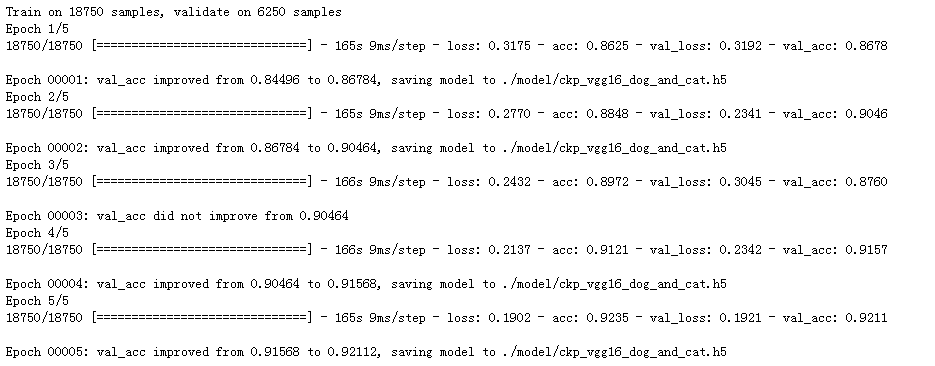 Train on 18750 samples, validate on 6250 samples
Epoch 1/5
18750/18750 [==============================] - 165s 9ms/step - loss: 0.3175 - acc: 0.8625 - val_loss: 0.3192 - val_acc: 0.8678
Epoch 00001: val_acc improved from 0.84496 to 0.86784, saving model to ./model/ckp_vgg16_dog_and_cat.h5
Epoch 2/5
18750/18750 [==============================] - 165s 9ms/step - loss: 0.2770 - acc: 0.8848 - val_loss: 0.2341 - val_acc: 0.9046
Epoch 00002: val_acc improved from 0.86784 to 0.90464, saving model to ./model/ckp_vgg16_dog_and_cat.h5
Epoch 3/5
18750/18750 [==============================] - 166s 9ms/step - loss: 0.2432 - acc: 0.8972 - val_loss: 0.3045 - val_acc: 0.8760
Epoch 00003: val_acc did not improve from 0.90464
Epoch 4/5
18750/18750 [==============================] - 166s 9ms/step - loss: 0.2137 - acc: 0.9121 - val_loss: 0.2342 - val_acc: 0.9157
Epoch 00004: val_acc improved from 0.90464 to 0.91568, saving model to ./model/ckp_vgg16_dog_and_cat.h5
Epoch 5/5
18750/18750 [==============================] - 165s 9ms/step - loss: 0.1902 - acc: 0.9235 - val_loss: 0.1921 - val_acc: 0.9211
Epoch 00005: val_acc improved from 0.91568 to 0.92112, saving model to ./model/ckp_vgg16_dog_and_cat.h5